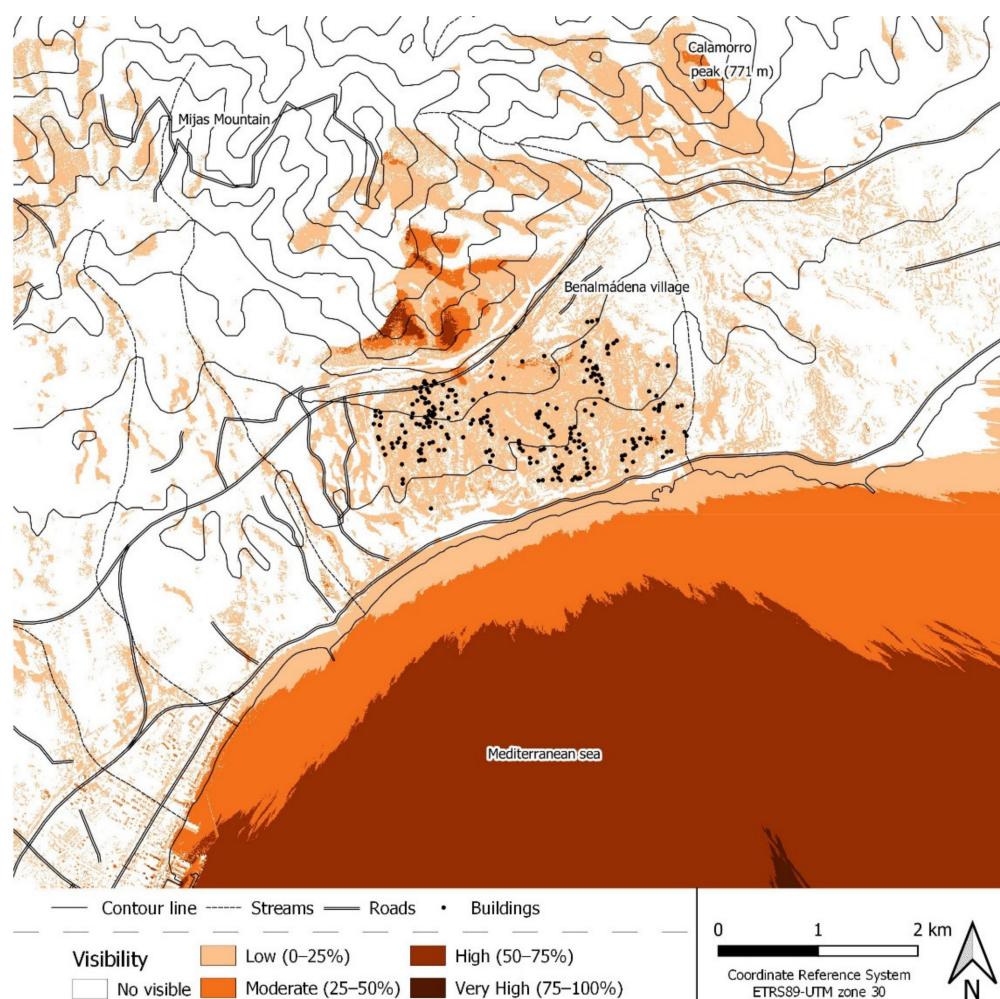 Calamorro
peak (771 m)
Mijas Mountain
Benalmádena village
Mediterranean sea
Contour line
Streams
Roads
Buildings
Visibility
Low (0–25%)
High (50–75%)
No visible
Moderate (25–50%)
Very High (75–100%)
0 1 2 km
Coordinate Reference System
ETRS89-UTM zone 30
N